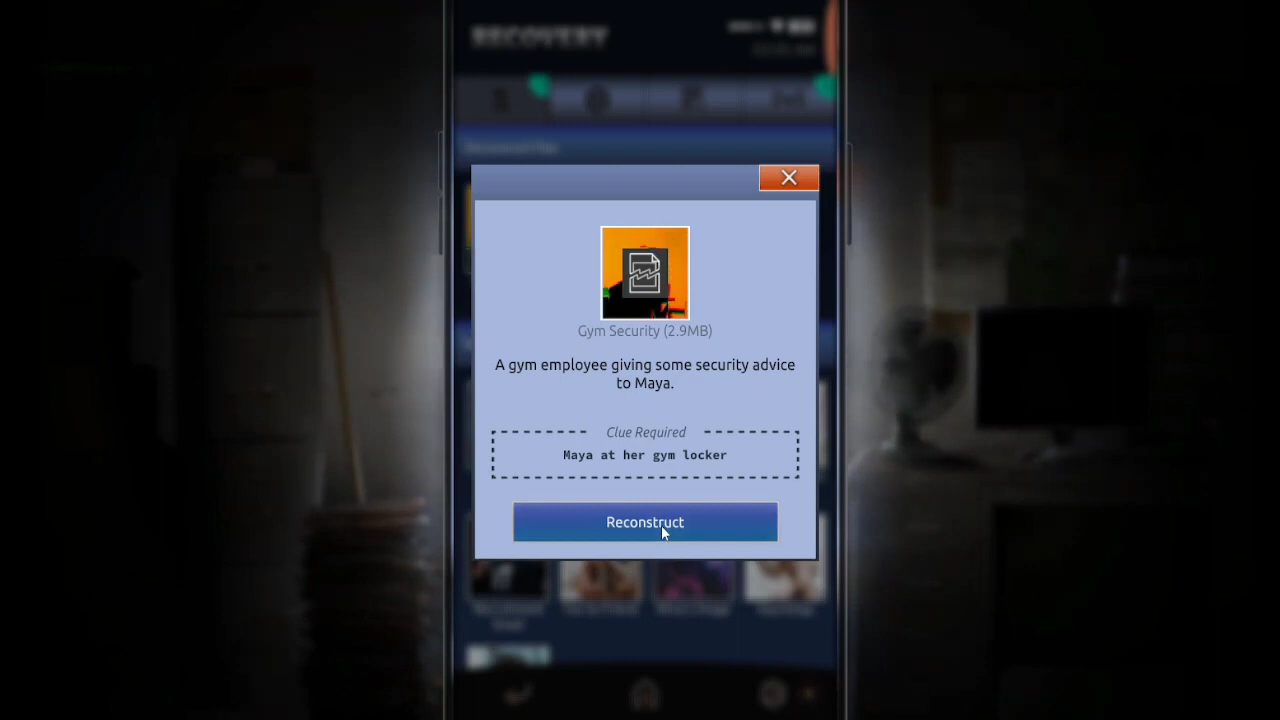 RECOVERY
Gym Security (2.9MB)
A gym employee giving some security advice
to Maya.
Clue Required
Maya at her gym locker
Reconstruct